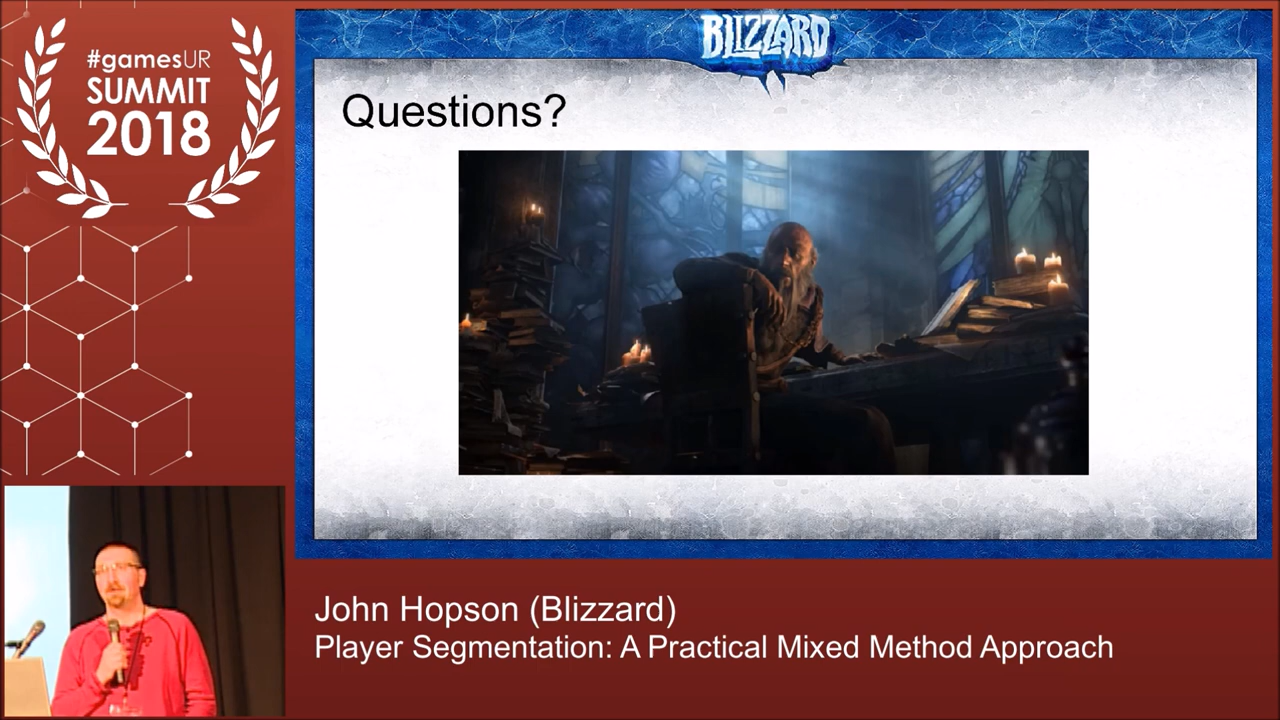 #gamesUR
SUMMIT
2018
BLIZZARD
Questions?
John Hopson (Blizzard)
Player Segmentation: A Practical Mixed Method Approach